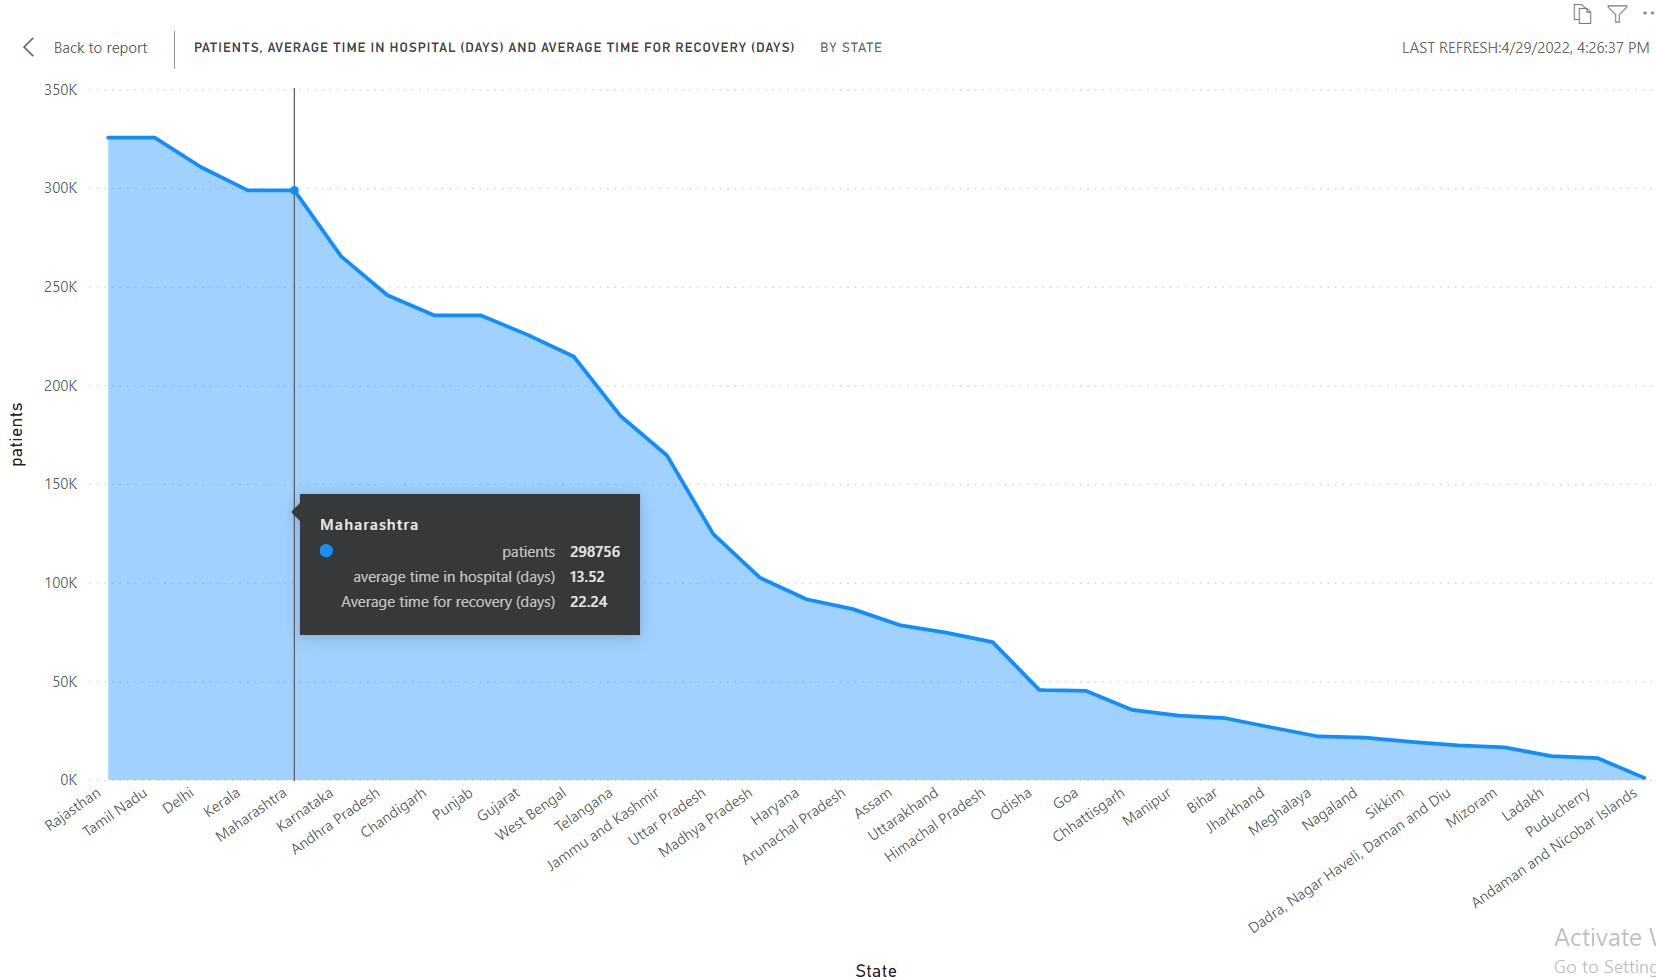 Back to report
PATIENTS, AVERAGE TIME IN HOSPITAL (DAYS) AND AVERAGE TIME FOR RECOVERY (DAYS)
BY STATE
LAST REFRESH:4/29/2022, 4:26:37 PM
350K
300K
250K
200K
150K
100K
50K
0K
patients
Maharashtra
patients 298756
average time in hospital (days) 13.52
Average time for recovery (days) 22.24
Rajasthan
Tamil Nadu
Delhi
Kerala
Maharashtra
Karnataka
Andhra Pradesh
Chandigarh
Punjab
Gujarat
West Bengal
Telangana
Jammu and Kashmir
Uttar Pradesh
Madhya Pradesh
Haryana
Arunachal Pradesh
Assam
Uttarakhand
Himachal Pradesh
Odisha
Goa
Chhattisgarh
Manipur
Bihar
Jharkhand
Meghalaya
Nagaland
Sikkim
Dadra, Nagar Haveli, Daman and Diu
Mizoram
Ladakh
Puducherry
Andaman and Nicobar Islands
State
Activate
Go to Setting